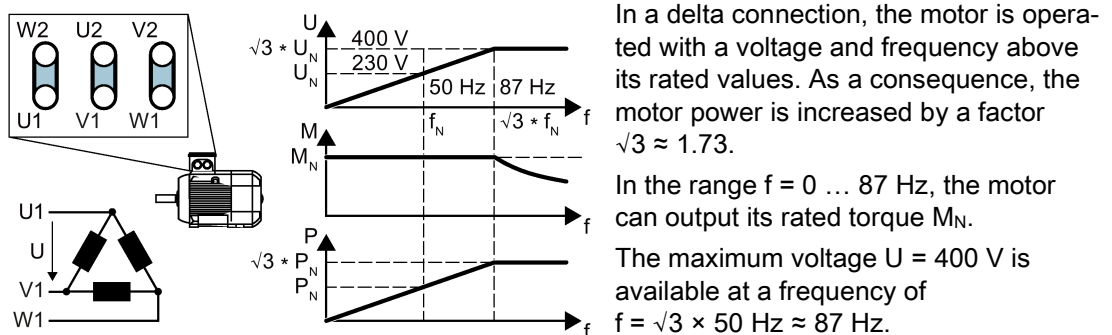 W2 U2 V2
U1 V1 W1
U1
U
V1
W1
U
√3 * U_N
400 V
U_N
230 V
50 Hz
87 Hz
f_N
√3 * f_N
f
M
M_N
f
P
√3 * P_N
P_N
f
In a delta connection, the motor is opera-
ted with a voltage and frequency above
its rated values. As a consequence, the
motor power is increased by a factor
√3 ≈ 1.73.
In the range f = 0 … 87 Hz, the motor
can output its rated torque M_N.
The maximum voltage U = 400 V is
available at a frequency of
f = √3 × 50 Hz ≈ 87 Hz.